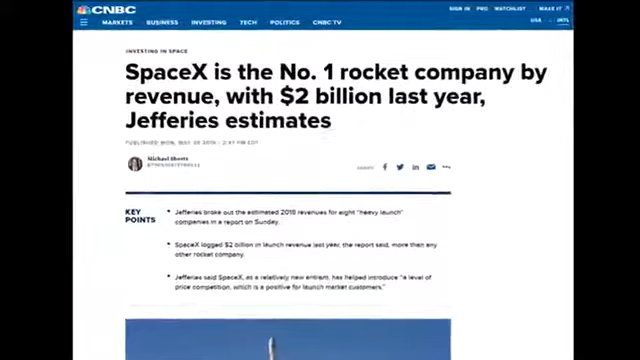 CNBC
SIGN IN PRO WATCHLIST MAKE IT
MARKETS BUSINESS INVESTING TECH POLITICS CNBC TV
USA INTL
INVESTING IN SPACE
SpaceX is the No. 1 rocket company by
revenue, with $2 billion last year,
Jefferies estimates
Michael Sheetz
KEY
POINTS
Jefferies broke out the estimated 2018 revenues for eight "heavy launch"
companies in a report on Sunday.
SpaceX logged $2 billion in launch revenue last year, the report said, more than any
other rocket company.
Jefferies said SpaceX, as a relatively new entrant, has helped introduce "a level of
price competition, which is a positive for launch market customers."